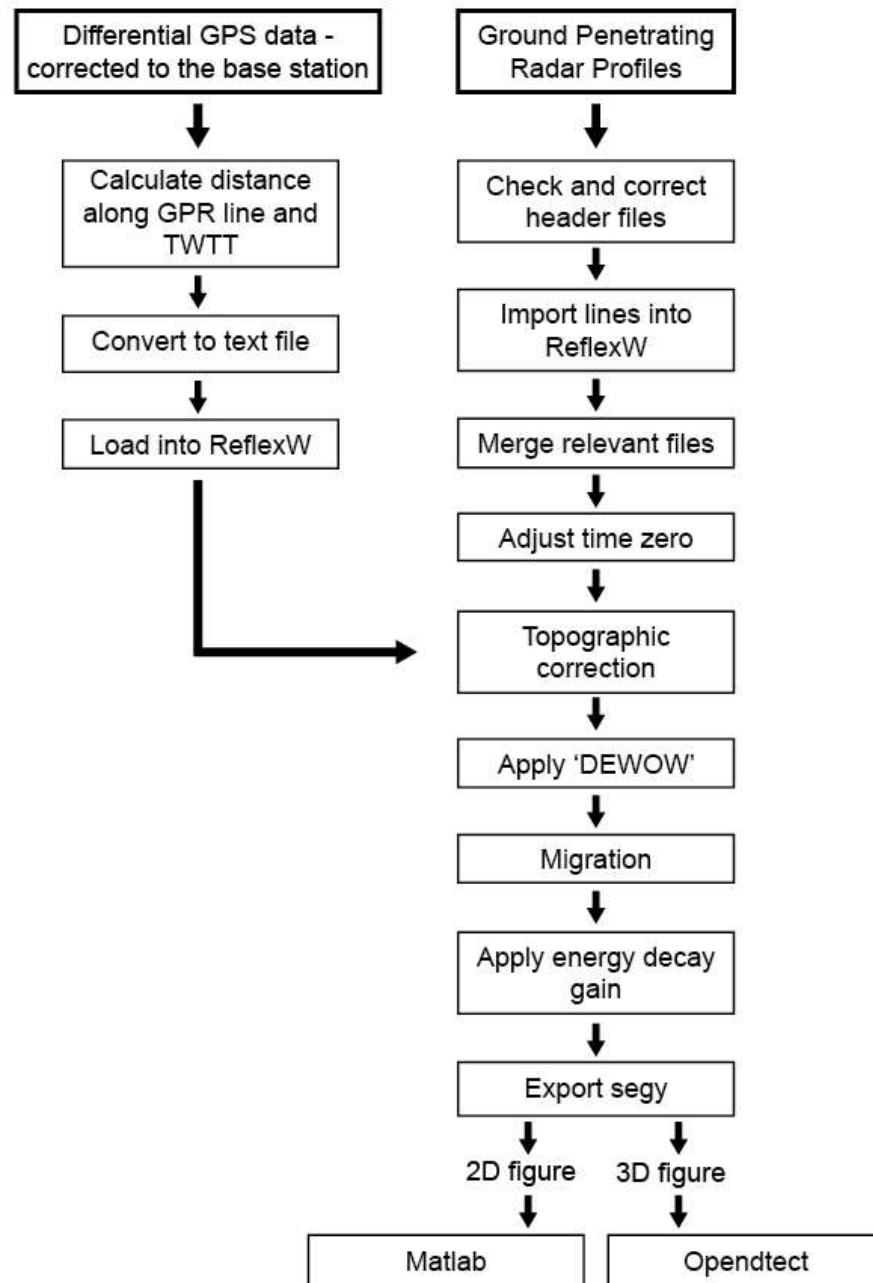 Differential GPS data -
corrected to the base station
Calculate distance
along GPR line and
TWTT
Convert to text file
Load into ReflexW
Ground Penetrating
Radar Profiles
Check and correct
header files
Import lines into
ReflexW
Merge relevant files
Adjust time zero
Topographic
correction
Apply ‘DEWOW’
Migration
Apply energy decay
gain
Export segy
2D figure
3D figure
Matlab
Opendtect